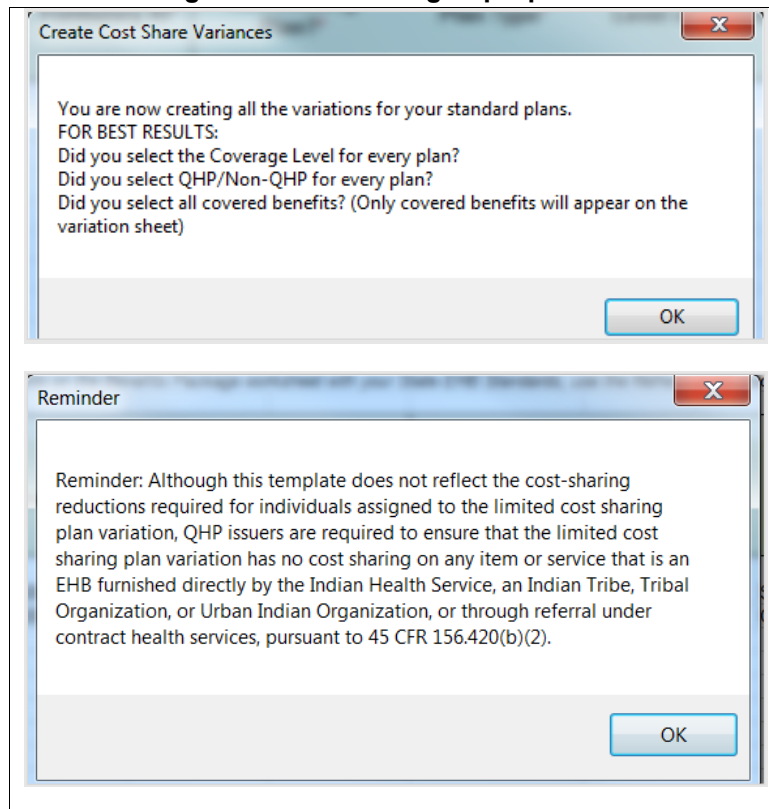 Create Cost Share Variances
X
You are now creating all the variations for your standard plans.
FOR BEST RESULTS:
Did you select the Coverage Level for every plan?
Did you select QHP/Non-QHP for every plan?
Did you select all covered benefits? (Only covered benefits will appear on the
variation sheet)
OK
Reminder
X
Reminder: Although this template does not reflect the cost-sharing
reductions required for individuals assigned to the limited cost sharing
plan variation, QHP issuers are required to ensure that the limited cost
sharing plan variation has no cost sharing on any item or service that is an
EHB furnished directly by the Indian Health Service, an Indian Tribe, Tribal
Organization, or Urban Indian Organization, or through referral under
contract health services, pursuant to 45 CFR 156.420(b)(2).
OK